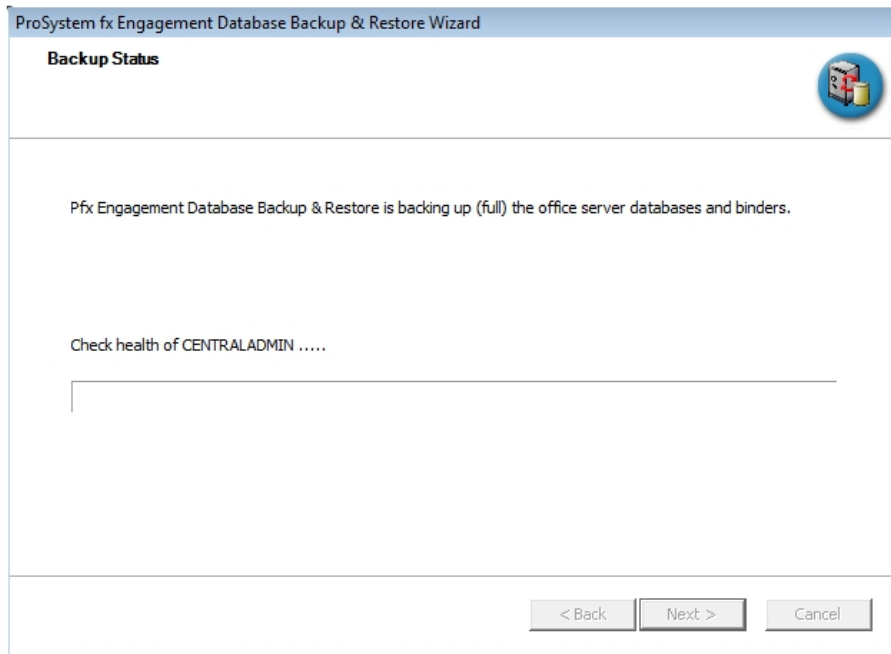 ProSystem fx Engagement Database Backup & Restore Wizard
Backup Status
Pfx Engagement Database Backup & Restore is backing up (full) the office server databases and binders.
Check health of CENTRALADMIN .....
< Back
Next >
Cancel